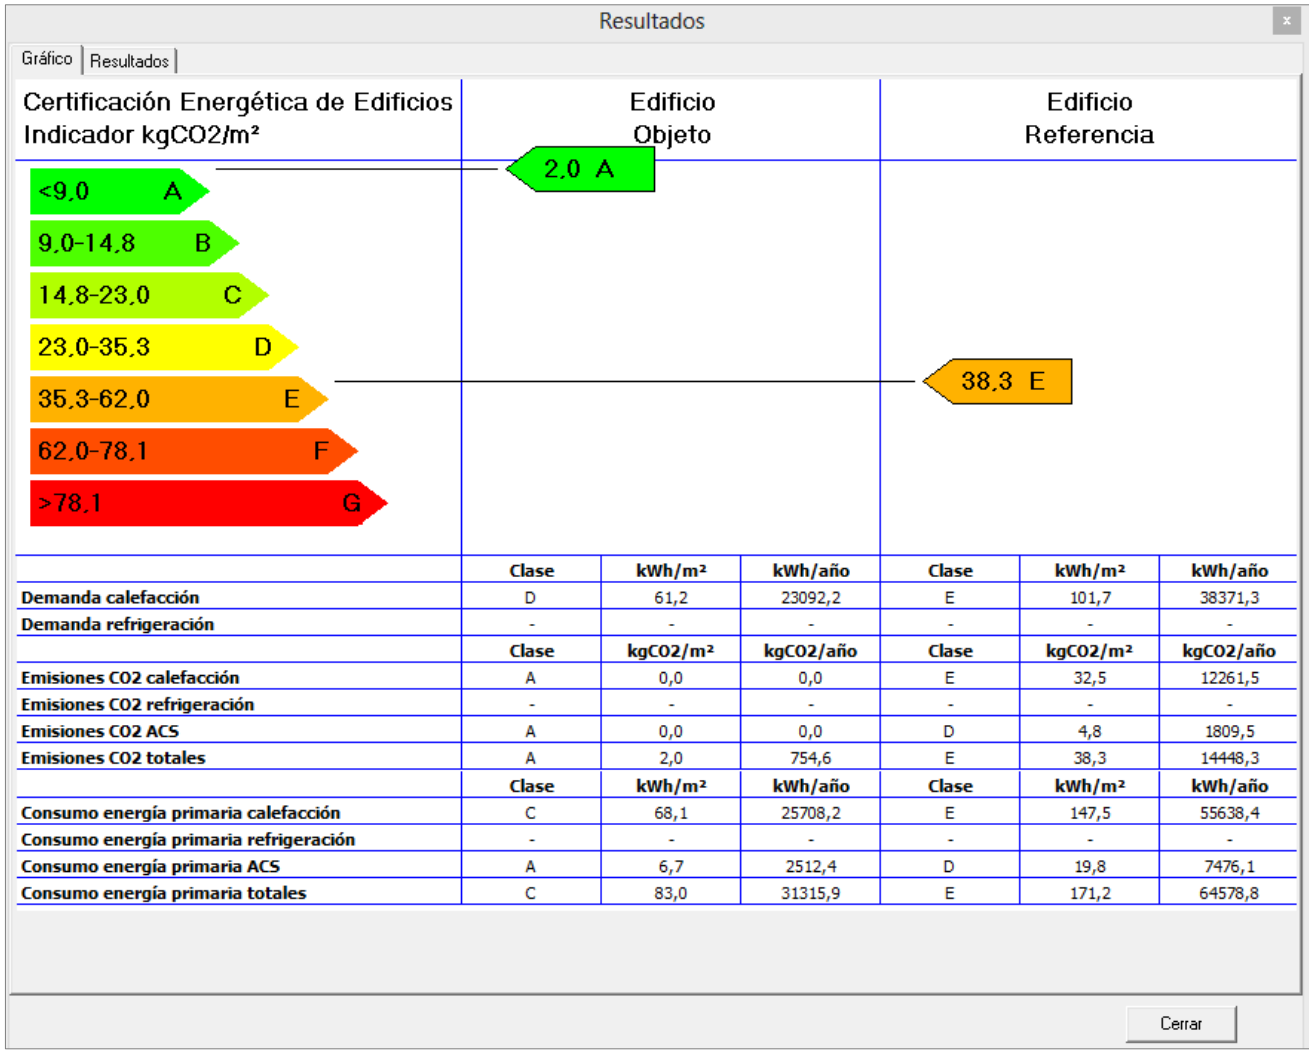 Resultados
x
Gráfico Resultados
Certificación Energética de Edificios
Indicador kgCO2/m²
Edificio
Objeto
Edificio
Referencia
<9,0 A
2,0 A
9,0-14,8 B
14,8-23,0 C
23,0-35,3 D
35,3-62,0 E
38,3 E
62,0-78,1 F
>78,1 G
Clase kWh/m² kWh/año Clase kWh/m² kWh/año
Demanda calefacción D 61,2 23092,2 E 101,7 38371,3
Demanda refrigeración - - - - - -
Clase kgCO2/m² kgCO2/año Clase kgCO2/m² kgCO2/año
Emisiones CO2 calefacción A 0,0 0,0 E 32,5 12261,5
Emisiones CO2 refrigeración - - - - - -
Emisiones CO2 ACS A 0,0 0,0 D 4,8 1809,5
Emisiones CO2 totales A 2,0 754,6 E 38,3 14448,3
Clase kWh/m² kWh/año Clase kWh/m² kWh/año
Consumo energía primaria calefacción C 68,1 25708,2 E 147,5 55638,4
Consumo energía primaria refrigeración - - - - - -
Consumo energía primaria ACS A 6,7 2512,4 D 19,8 7476,1
Consumo energía primaria totales C 83,0 31315,9 E 171,2 64578,8
Cerrar